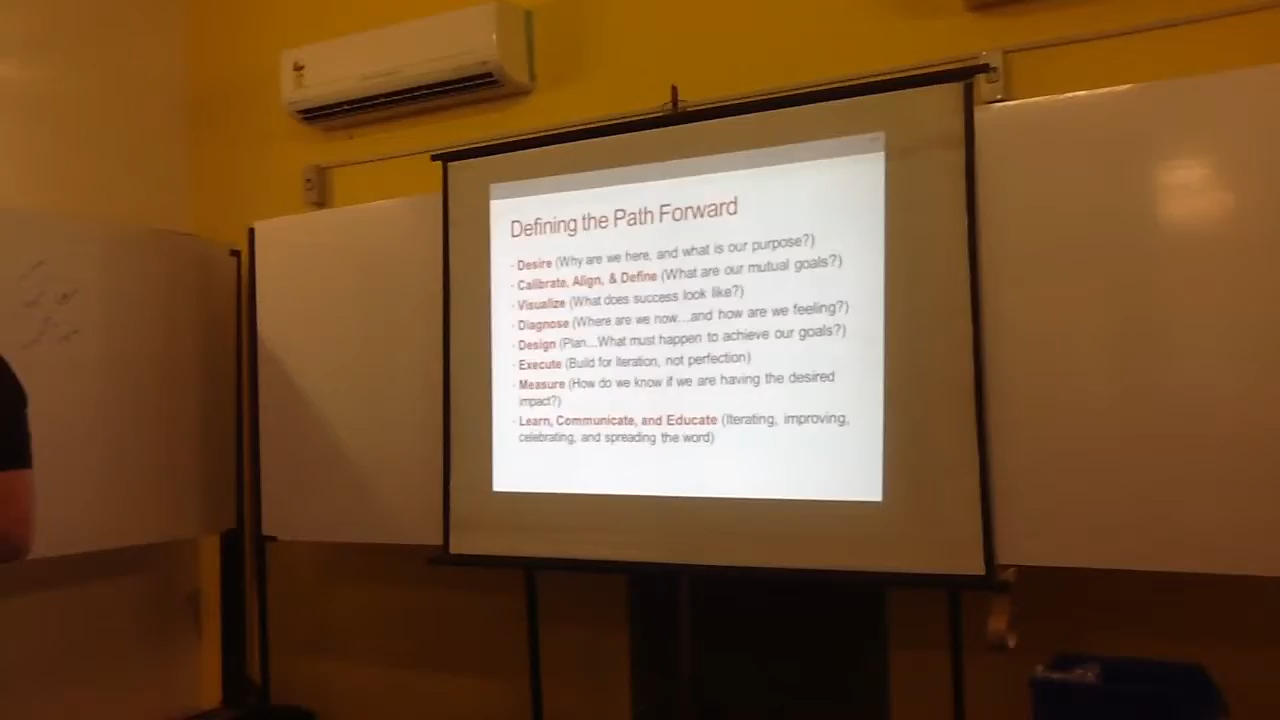 Defining the Path Forward
· Desire (Why are we here, and what is our purpose?)
· Calibrate, Align, & Define (What are our mutual goals?)
· Visualize (What does success look like?)
· Diagnose (Where are we now...and how are we feeling?)
· Design (Plan...What must happen to achieve our goals?)
· Execute (Build for Iteration, not perfection)
· Measure (How do we know if we are having the desired
impact?)
· Learn, Communicate, and Educate (Iterating, improving,
celebrating, and spreading the word)